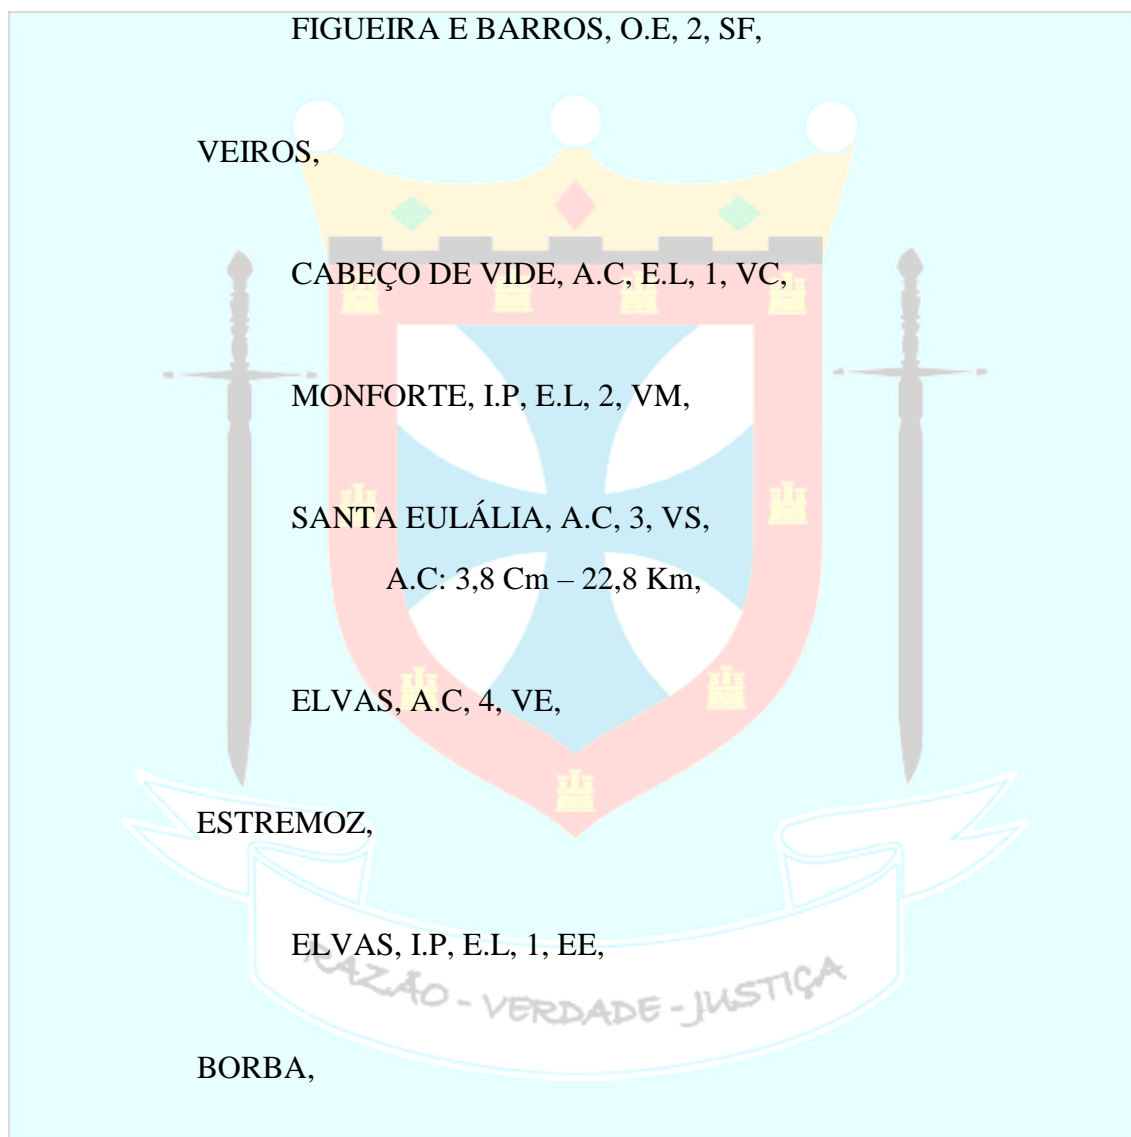 FIGUEIRA E BARROS, O.E, 2, SF,
VEIROS,
CABEÇO DE VIDE, A.C, E.L, 1, VC,
MONFORTE, I.P, E.L, 2, VM,
SANTA EULÁLIA, A.C, 3, VS,
A.C: 3,8 Cm – 22,8 Km,
ELVAS, A.C, 4, VE,
ESTREMOZ,
ELVAS, I.P, E.L, 1, EE,
RAZÃO - VERDADE - JUSTIÇA
BORBA,